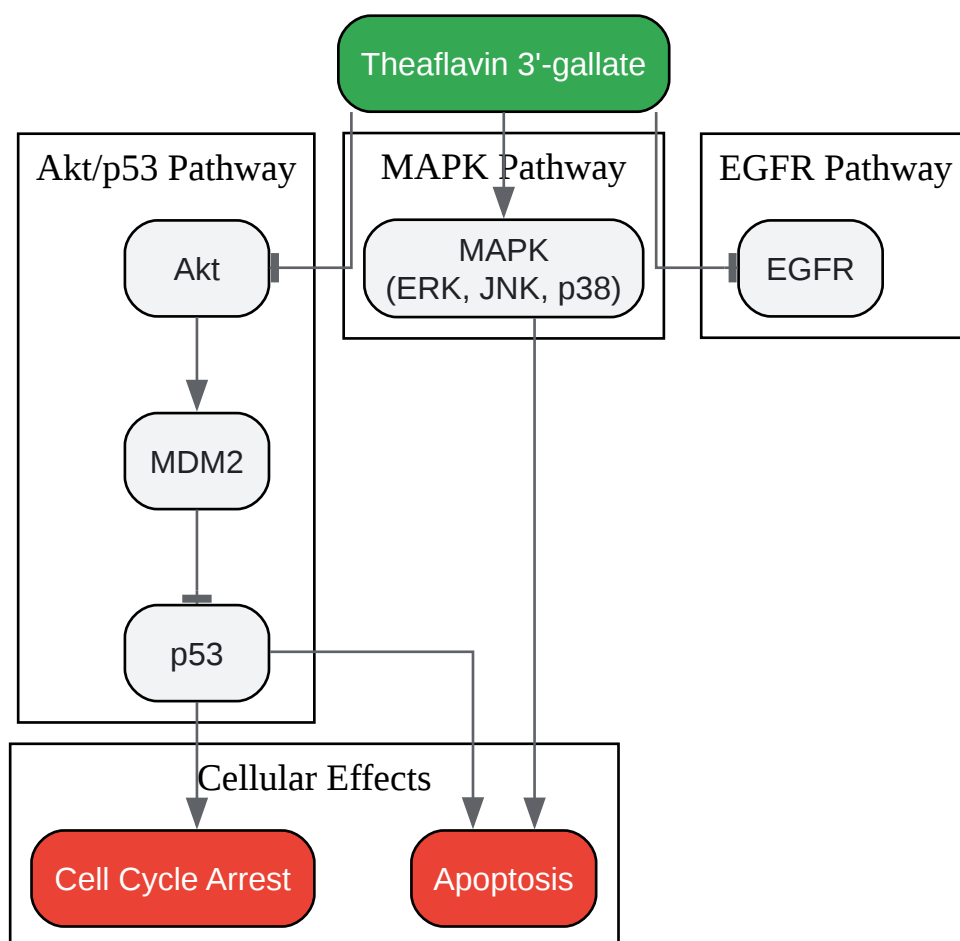 Theaflavin 3'-gallate
Akt/p53 Pathway
MAPK Pathway
EGFR Pathway
Akt
MAPK
(ERK, JNK, p38)
EGFR
MDM2
p53
Cellular Effects
Cell Cycle Arrest
Apoptosis